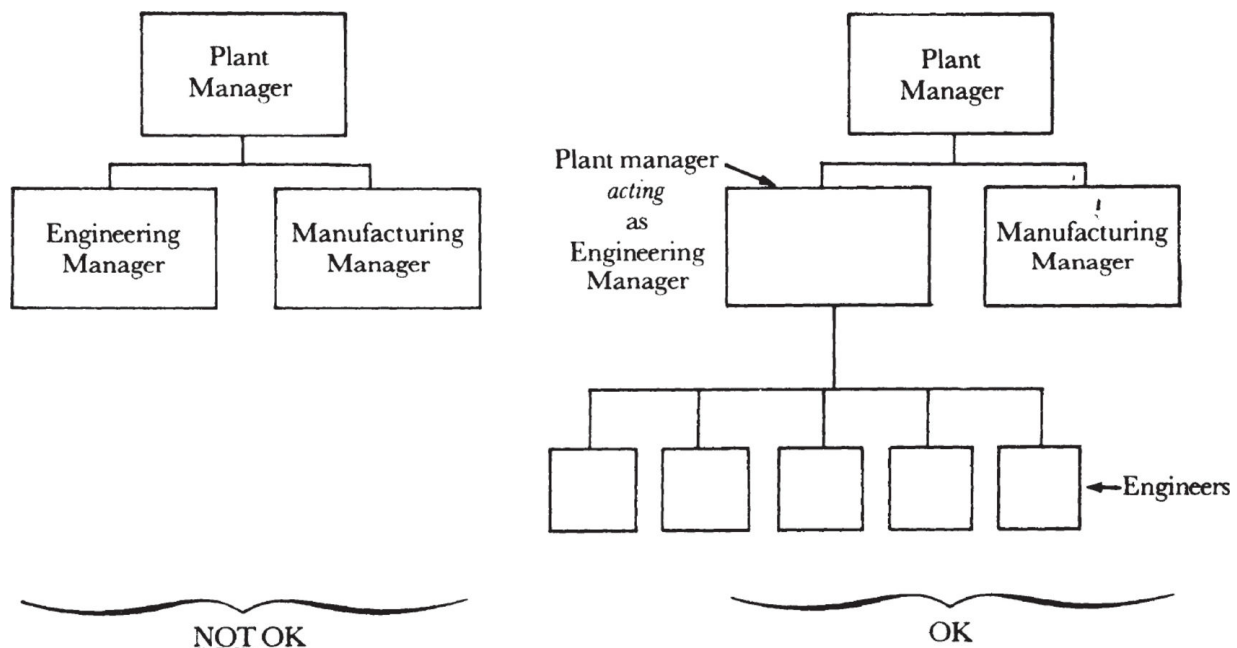 Plant
Manager
Engineering
Manager
Manufacturing
Manager
NOT OK
Plant
Manager
Plant manager
acting
as
Engineering
Manager
Manufacturing
Manager
Engineers
OK